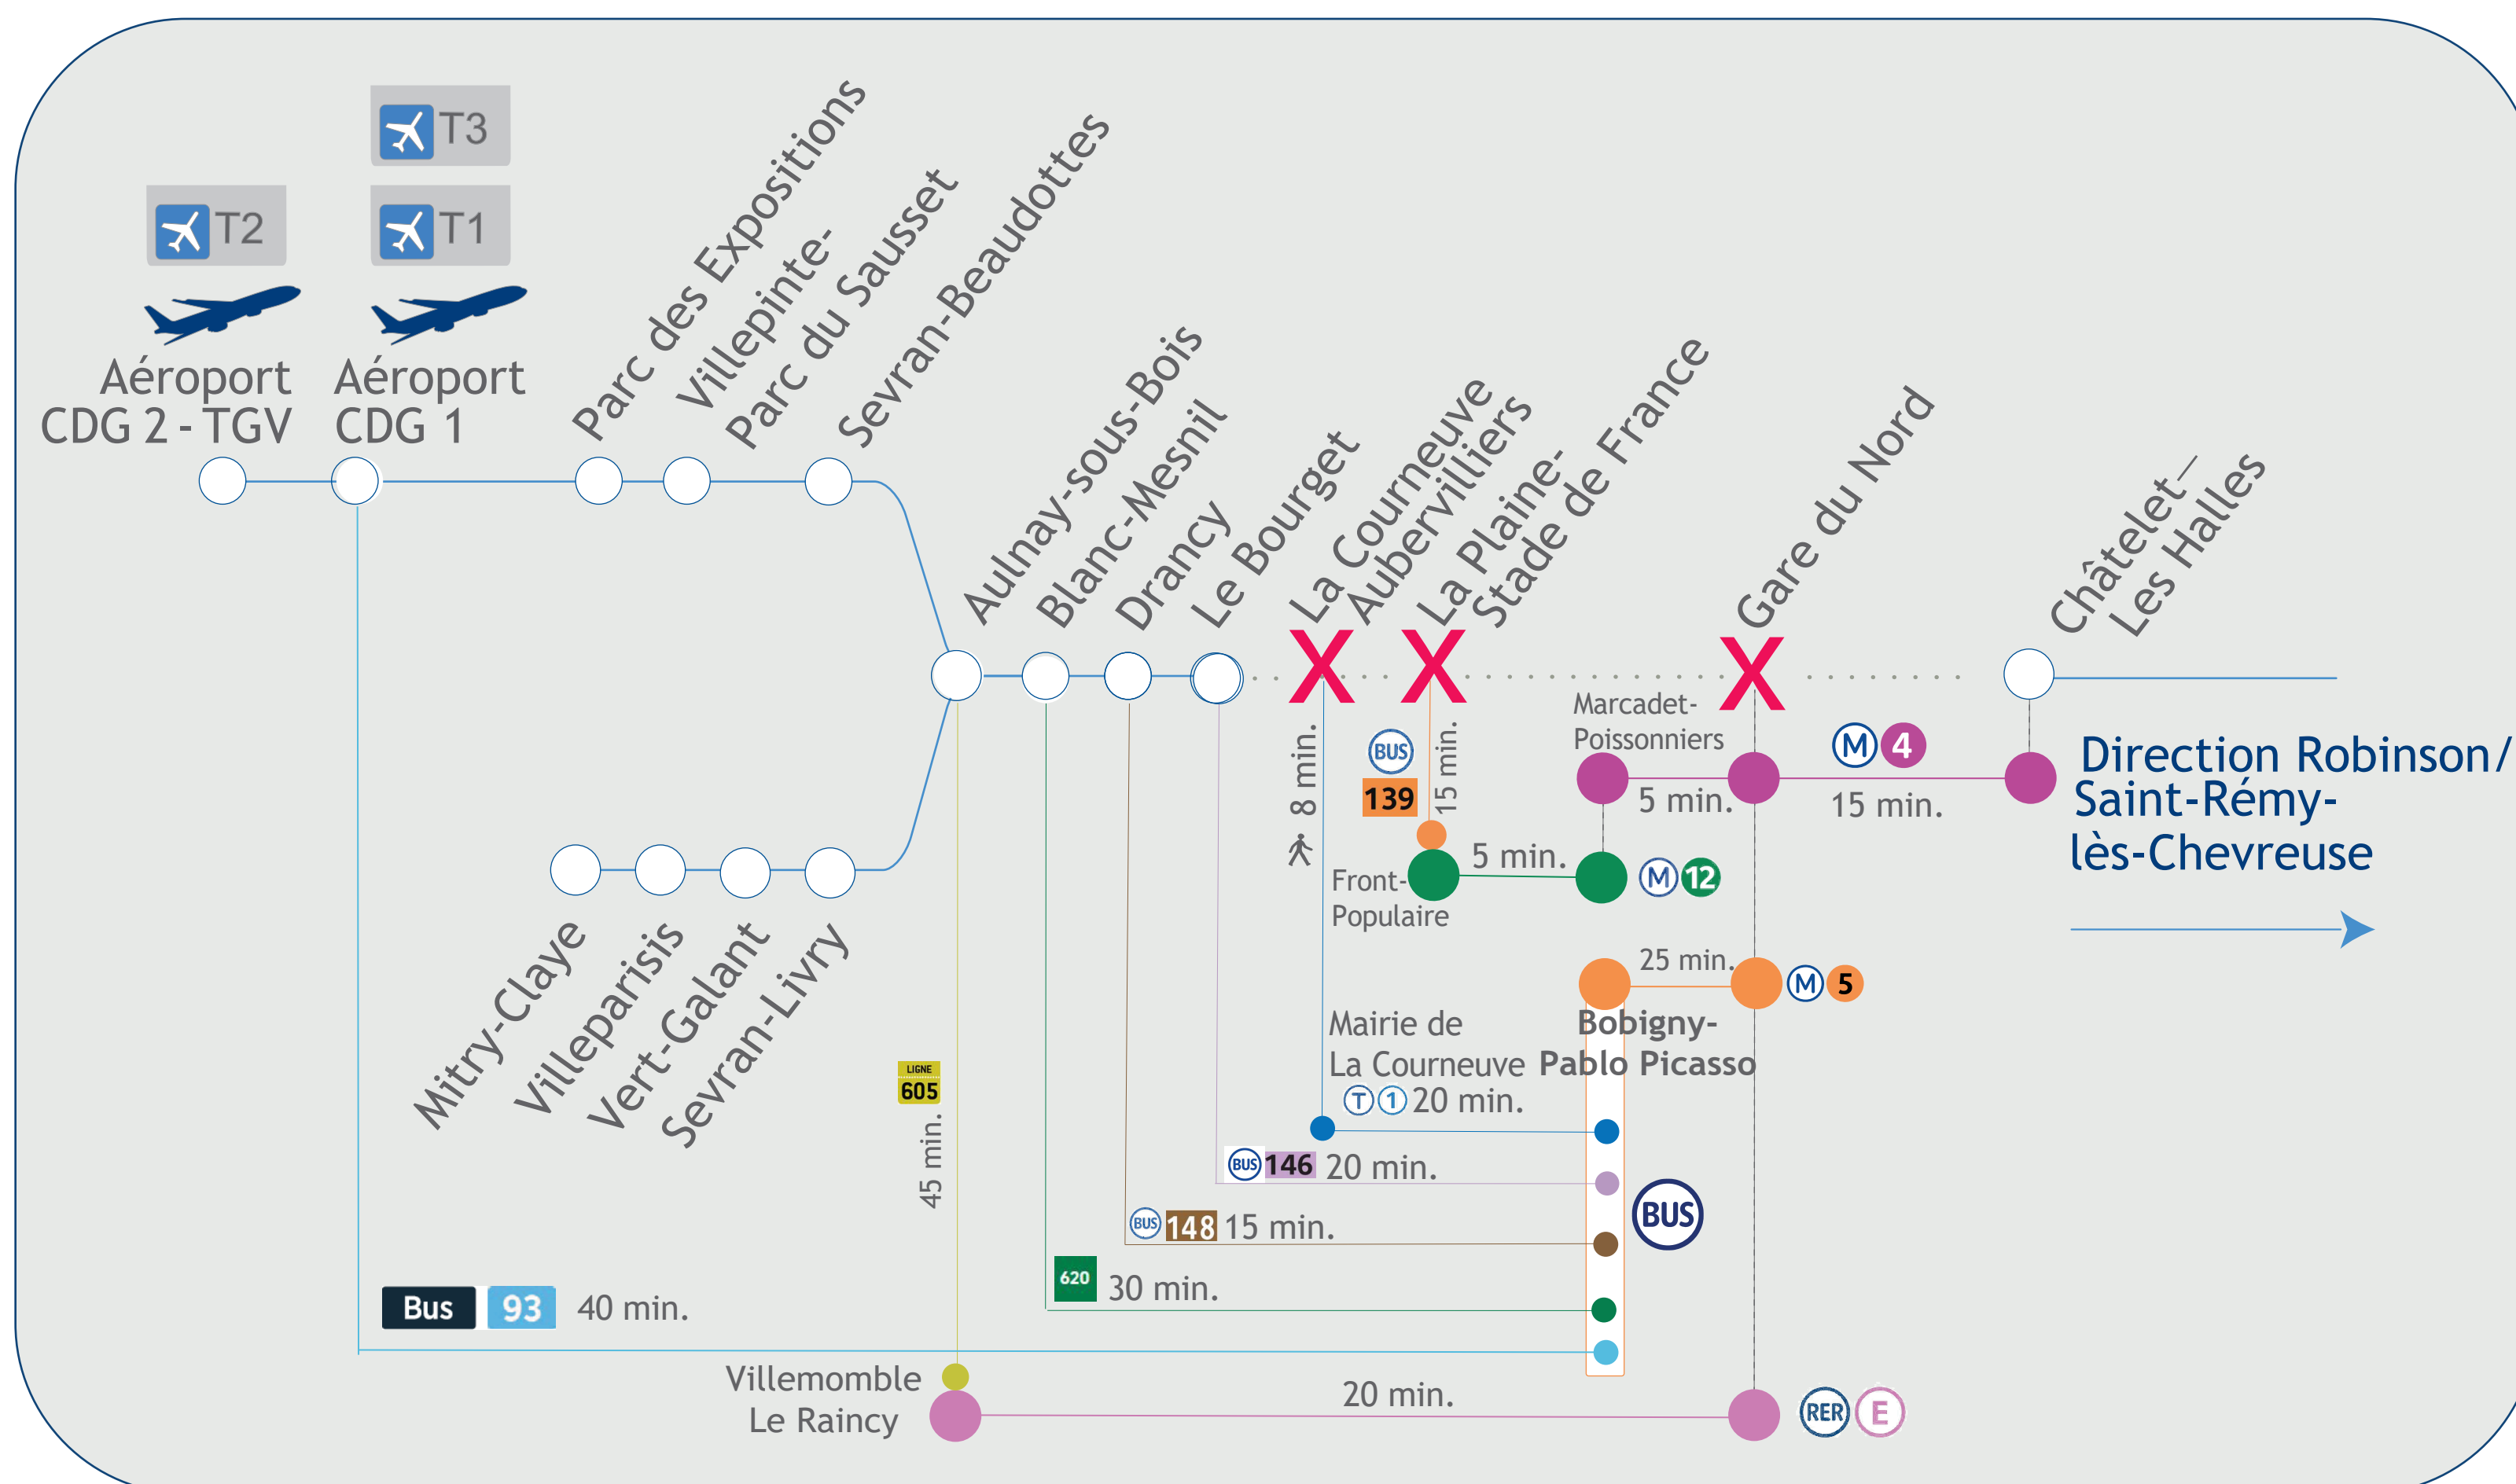 T3
T2
T1
Aéroport
CDG 2 - TGV
Aéroport
CDG 1
Parc des Expositions
Villepinte-
Parc du Sausset
Sevran-Beaudottes
Aulnay-sous-Bois
Blanc-Mesnil
Drancy
Le Bourget
La Courneuve
Aubervilliers
La Plaine-
Stade de France
Gare du Nord
Châtelet–
Les Halles
X
X
X
Mitry-Claye
Villeparisis
Vert-Galant
Sevran-Livry
8 min.
BUS
139
15 min.
Marcadet-
Poissonniers
5 min.
M 4
15 min.
Direction Robinson/
Saint-Rémy-
lès-Chevreuse
Front-
Populaire
5 min.
M 12
25 min.
M 5
Bobigny-
Pablo Picasso
Mairie de
La Courneuve
T 1 20 min.
BUS 146 20 min.
BUS 148 15 min.
BUS
620 30 min.
LIGNE
605
45 min.
Bus 93 40 min.
Villemomble
Le Raincy
20 min.
RER E